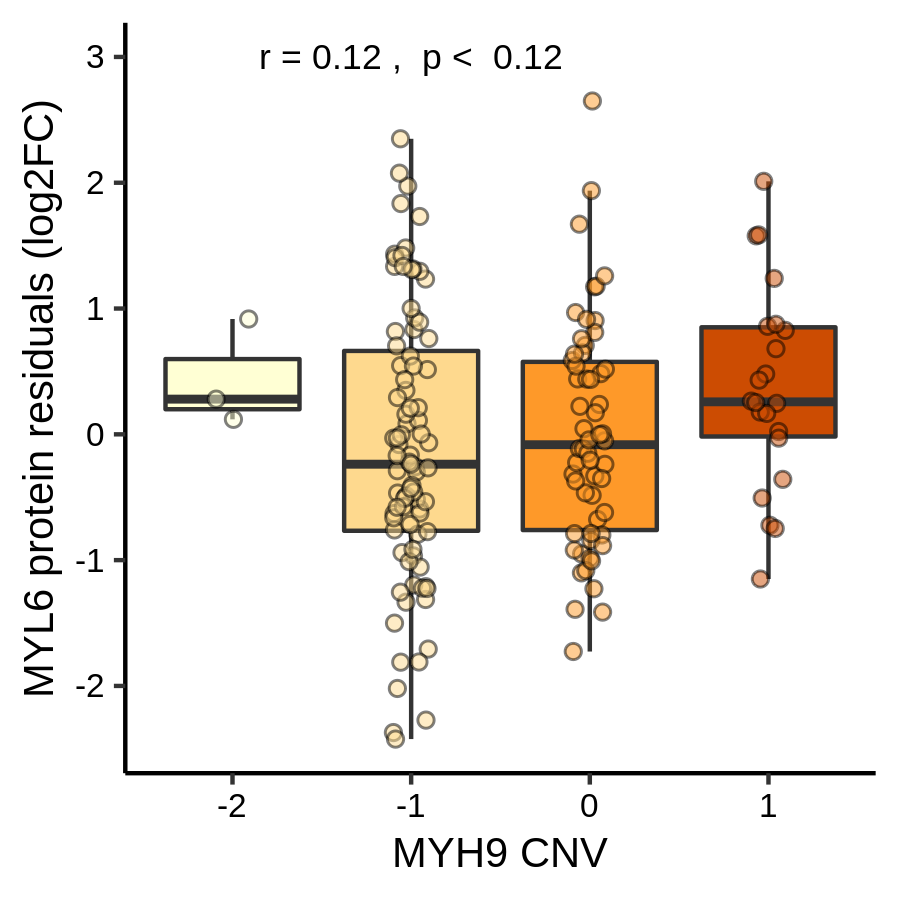 r = 0.12 ,  p <  0.12
MYL6 protein residuals (log2FC)
3
2
1
0
-1
-2
-2 -1 0 1
MYH9 CNV